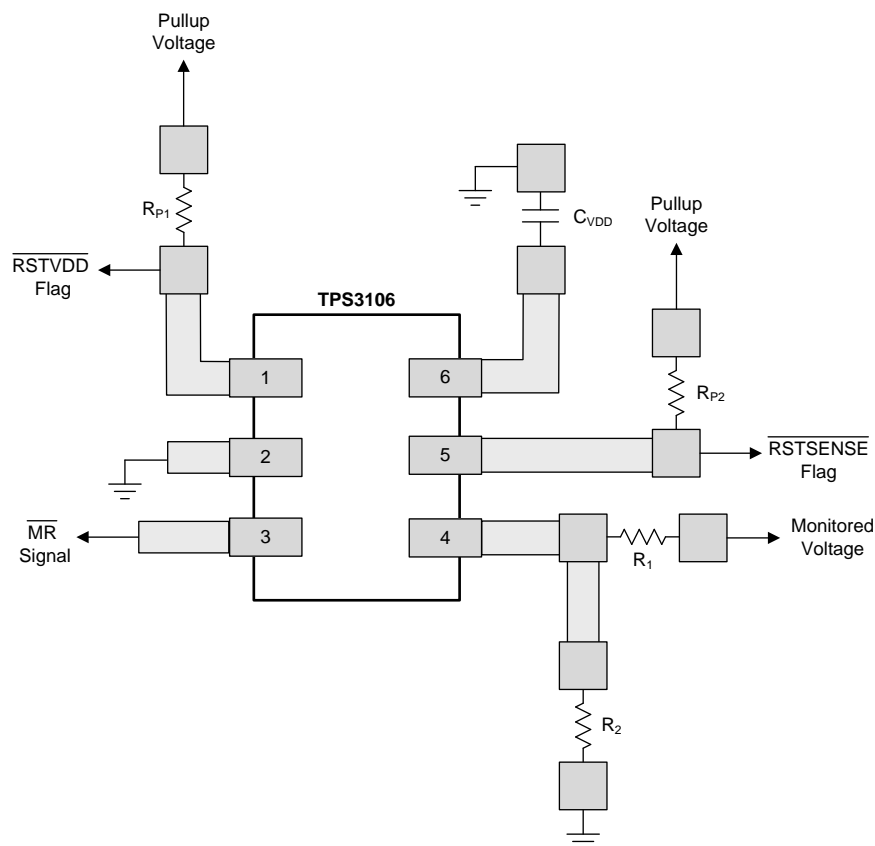 Pullup
Voltage
RP1
RSTVDD
Flag
CVDD
Pullup
Voltage
TPS3106
RP2
1
6
2
5
RSTSENSE
Flag
MR
Signal
3
4
R1
Monitored
Voltage
R2